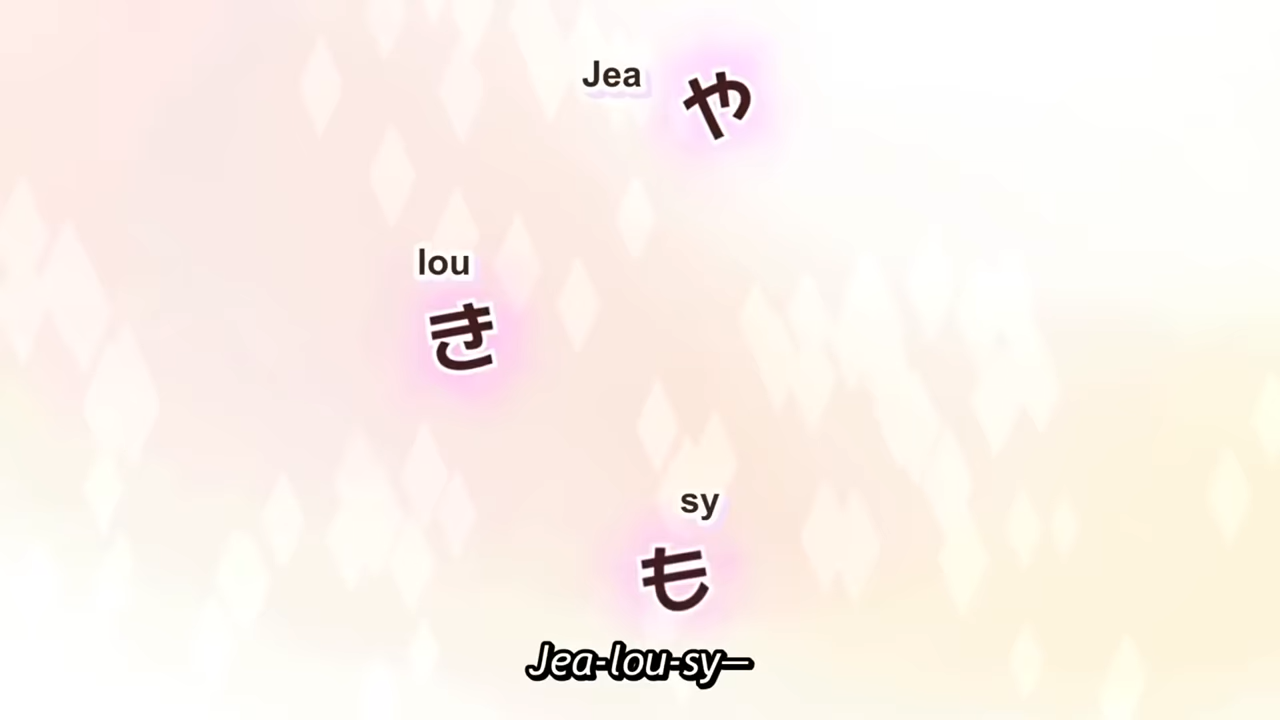 Jea
や
lou
き
sy
も
Jea-lou-sy—